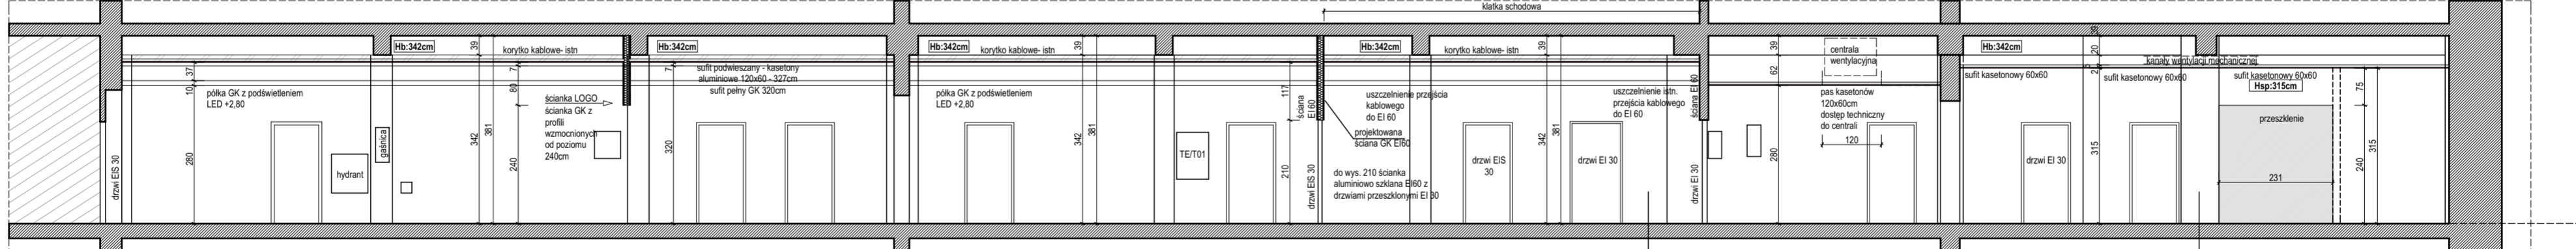 klatka schodowa
Hb:342cm
39
korytko kablowe- istn
Hb:342cm
Hb:342cm
korytko kablowe- istn
39
Hb:342cm
korytko kablowe- istn
39
39
centrala
wentylacyjna
Hb:342cm
39
20
kanały wentylacji mechanicznej
37
10
7
80
7
sufit podwieszany - kasetony
aluminiowe 120x60 - 327cm
sufit pełny GK 320cm
62
sufit kasetonowy 60x60
sufit kasetonowy 60x60
sufit kasetonowy 60x60
Hsp:315cm
75
półka GK z podświetleniem
LED +2,80
ścianka LOGO
ścianka GK z
profili
wzmocnionych
od poziomu
240cm
półka GK z podświetleniem
LED +2,80
117
ściana
EI 60
uszczelnienie przejścia
kablowego
do EI 60
projektowana
ściana GK EI60
uszczelnienie istn.
przejścia kablowego
do EI 60
ściana EI 60
pas kasetonów
120x60cm
dostęp techniczny
do centrali
120
przeszklenie
drzwi EIS 30
280
hydrant
gaśnica
342
381
240
320
342
381
TE/T01
210
drzwi EIS 30
do wys. 210 ścianka
aluminiowo szklana EI60 z
drzwiami przeszklonymi EI 30
drzwi EIS
30
342
381
drzwi EI 30
drzwi EI 30
280
drzwi EI 30
315
231
240
315